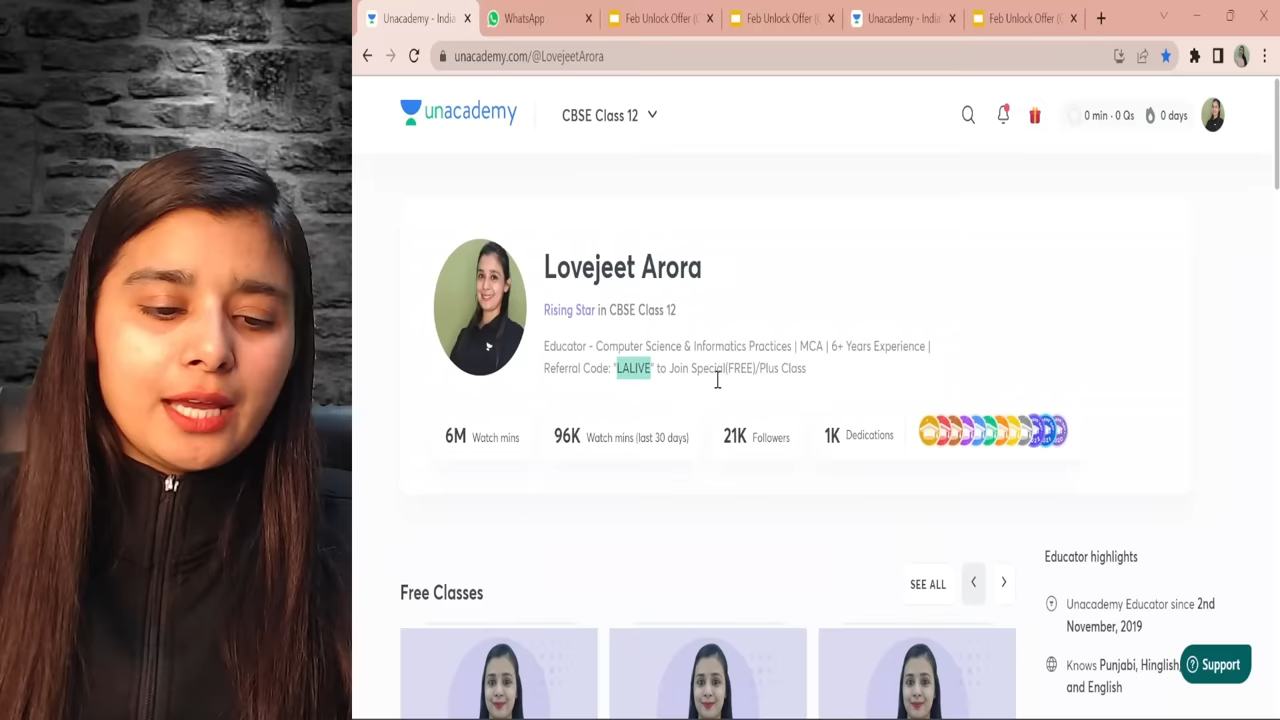 Unacademy - India
WhatsApp
Feb Unlock Offer (
Feb Unlock Offer (
Unacademy - India
Feb Unlock Offer (
unacademy.com/@LovejeetArora
unacademy
CBSE Class 12
0 min · 0 Qs
0 days
Lovejeet Arora
Rising Star in CBSE Class 12
Educator - Computer Science & Informatics Practices | MCA | 6+ Years Experience |
Referral Code: "LALIVE" to Join Special(FREE)/Plus Class
6M Watch mins
96K Watch mins (last 30 days)
21K Followers
1K Dedications
Free Classes
SEE ALL
Educator highlights
Unacademy Educator since 2nd
November, 2019
Knows Punjabi, Hinglish,
and English
Support